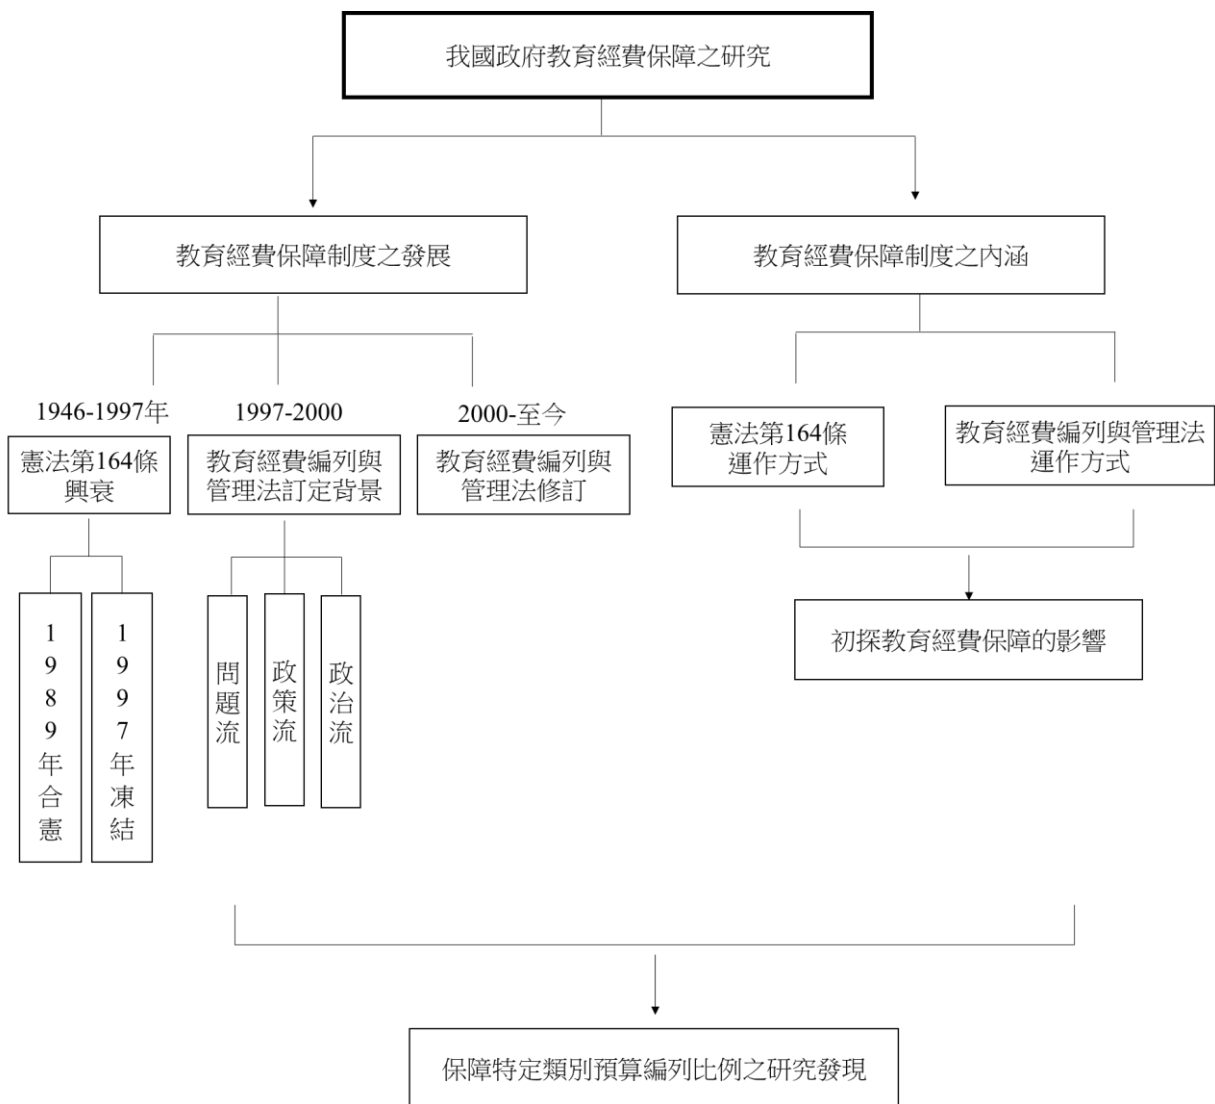 我國政府教育經費保障之研究
教育經費保障制度之發展
教育經費保障制度之內涵
1946-1997年
1997-2000
2000-至今
憲法第164條
興衰
教育經費編列與
管理法訂定背景
教育經費編列與
管理法修訂
憲法第164條
運作方式
教育經費編列與管理法
運作方式
1989年合憲
1997年凍結
問題流
政策流
政治流
初探教育經費保障的影響
保障特定類別預算編列比例之研究發現